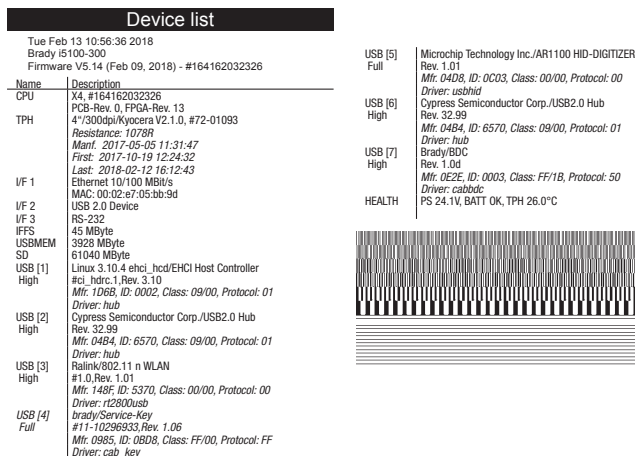 Device list
Tue Feb 13 10:56:36 2018
Brady i5100-300
Firmware V5.14 (Feb 09, 2018) - #164162032326
Name Description
CPU X4, #164162032326
PCB-Rev. 0, FPGA-Rev. 13
TPH 4"/300dpi/Kyocera V2.1.0, #72-01093
Resistance: 1078R
Manf. 2017-05-05 11:31:47
First: 2017-10-19 12:24:32
Last: 2018-02-12 16:12:43
I/F 1 Ethernet 10/100 MBit/s
MAC: 00:02:e7:05:bb:9d
I/F 2 USB 2.0 Device
I/F 3 RS-232
IFFS 45 MByte
USBMEM 3928 MByte
SD 61040 MByte
USB [1] Linux 3.10.4 ehci_hcd/EHCI Host Controller
High #ci_hdrc.1,Rev. 3.10
Mfr. 1D6B, ID: 0002, Class: 09/00, Protocol: 01
Driver: hub
USB [2] Cypress Semiconductor Corp./USB2.0 Hub
High Rev. 32.99
Mfr. 04B4, ID: 6570, Class: 09/00, Protocol: 01
Driver: hub
USB [3] Ralink/802.11 n WLAN
High #1.0,Rev. 1.01
Mfr. 148F, ID: 5370, Class: 00/00, Protocol: 00
Driver: rt2800usb
USB [4] brady/Service-Key
Full #11-10296933,Rev. 1.06
Mfr. 0985, ID: 0BD8, Class: FF/00, Protocol: FF
Driver: cab_key
USB [5] Microchip Technology Inc./AR1100 HID-DIGITIZER
Full Rev. 1.01
Mfr. 04D8, ID: 0C03, Class: 00/00, Protocol: 00
Driver: usbhid
USB [6] Cypress Semiconductor Corp./USB2.0 Hub
High Rev. 32.99
Mfr. 04B4, ID: 6570, Class: 09/00, Protocol: 01
Driver: hub
USB [7] Brady/BDC
High Rev. 1.0d
Mfr. 0E2E, ID: 0003, Class: FF/1B, Protocol: 50
Driver: cabbdc
HEALTH PS 24.1V, BATT OK, TPH 26.0°C